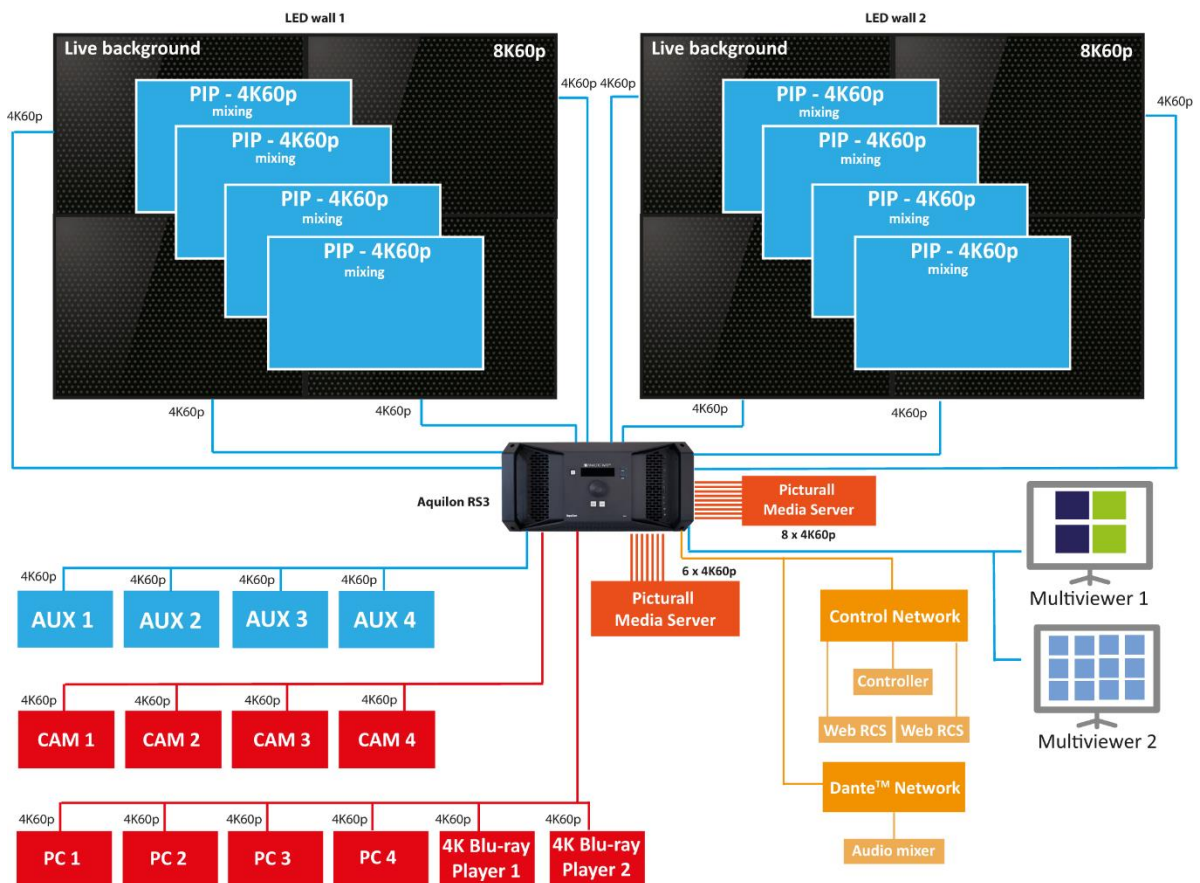 LED wall 1
LED wall 2
Live background
8K60p
PIP - 4K60p
mixing
PIP - 4K60p
mixing
PIP - 4K60p
mixing
PIP - 4K60p
mixing
Live background
8K60p
PIP - 4K60p
mixing
PIP - 4K60p
mixing
PIP - 4K60p
mixing
PIP - 4K60p
mixing
4K60p
4K60p
4K60p
4K60p
4K60p
4K60p
4K60p
4K60p
Aquilon RS3
Aquilon
Picturall
Media Server
8 x 4K60p
6 x 4K60p
Picturall
Media Server
4K60p
4K60p
4K60p
4K60p
AUX 1
AUX 2
AUX 3
AUX 4
4K60p
4K60p
4K60p
4K60p
CAM 1
CAM 2
CAM 3
CAM 4
4K60p
4K60p
4K60p
4K60p
4K60p
4K60p
PC 1
PC 2
PC 3
PC 4
4K Blu-ray
Player 1
4K Blu-ray
Player 2
Control Network
Controller
Web RCS
Web RCS
Dante™ Network
Audio mixer
Multiviewer 1
Multiviewer 2